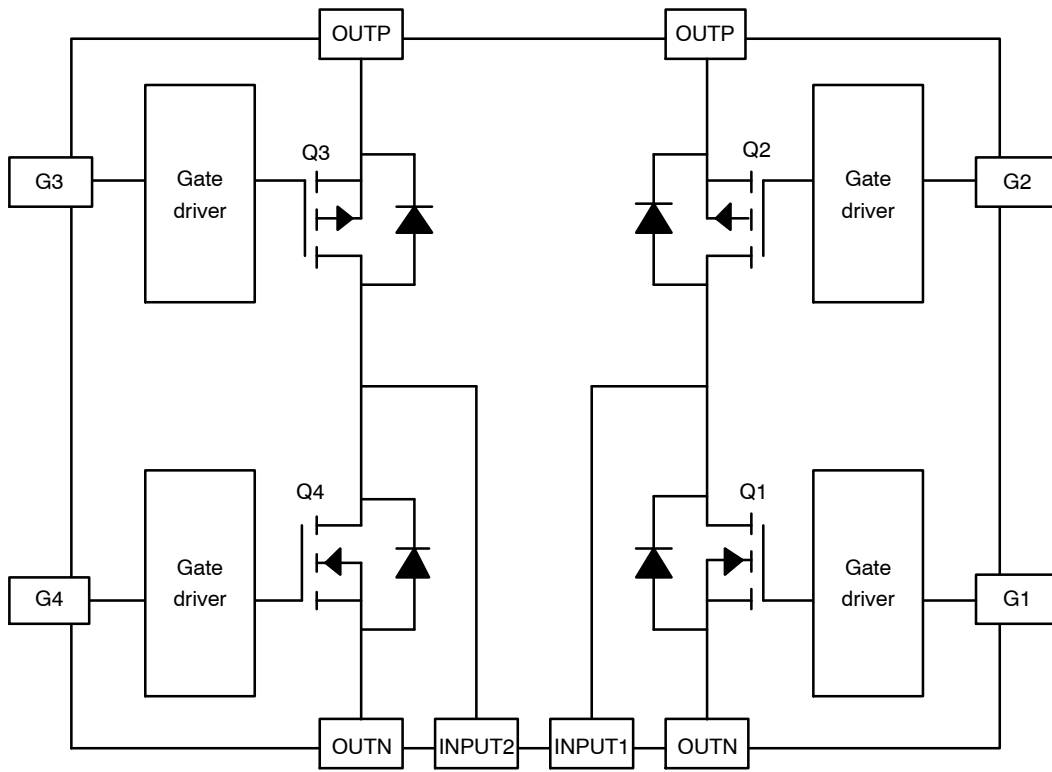 OUTP
OUTP
Q3
Q2
G3
Gate
driver
Gate
driver
G2
Q4
Q1
G4
Gate
driver
Gate
driver
G1
OUTN
INPUT2
INPUT1
OUTN